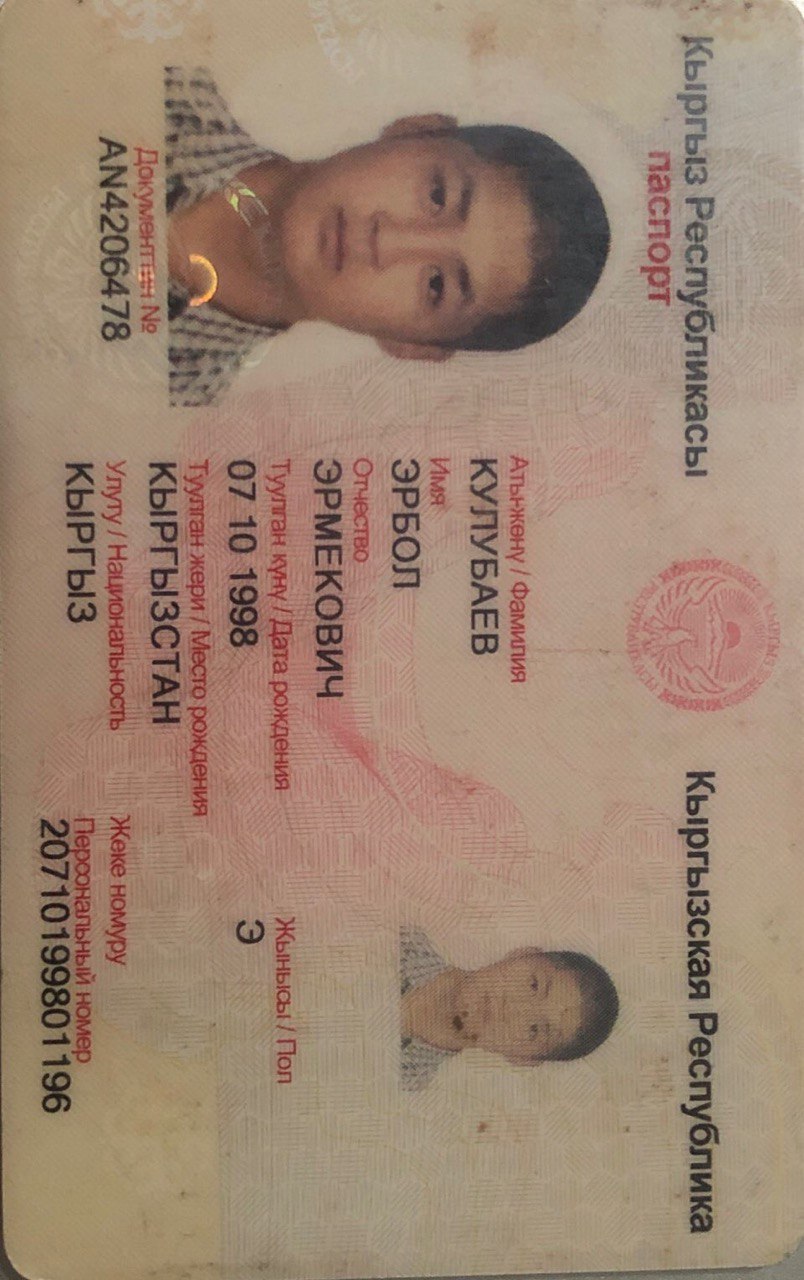 Кыргыз Республикасы
Кыргызская Республика
паспорт
Аты-жөнү / Фамилия
КУЛУБАЕВ
Имя
ЭРБОЛ
Отчество
ЭРМЕКОВИЧ
Туулган күнү / Дата рождения
07 10 1998
Жынысы / Пол
Э
Туулган жери / Место рождения
КЫРГЫЗСТАН
Улуту / Национальность
КЫРГЫЗ
Документин №
AN4206478
Жеке номуру
Персональный номер
20710199801196